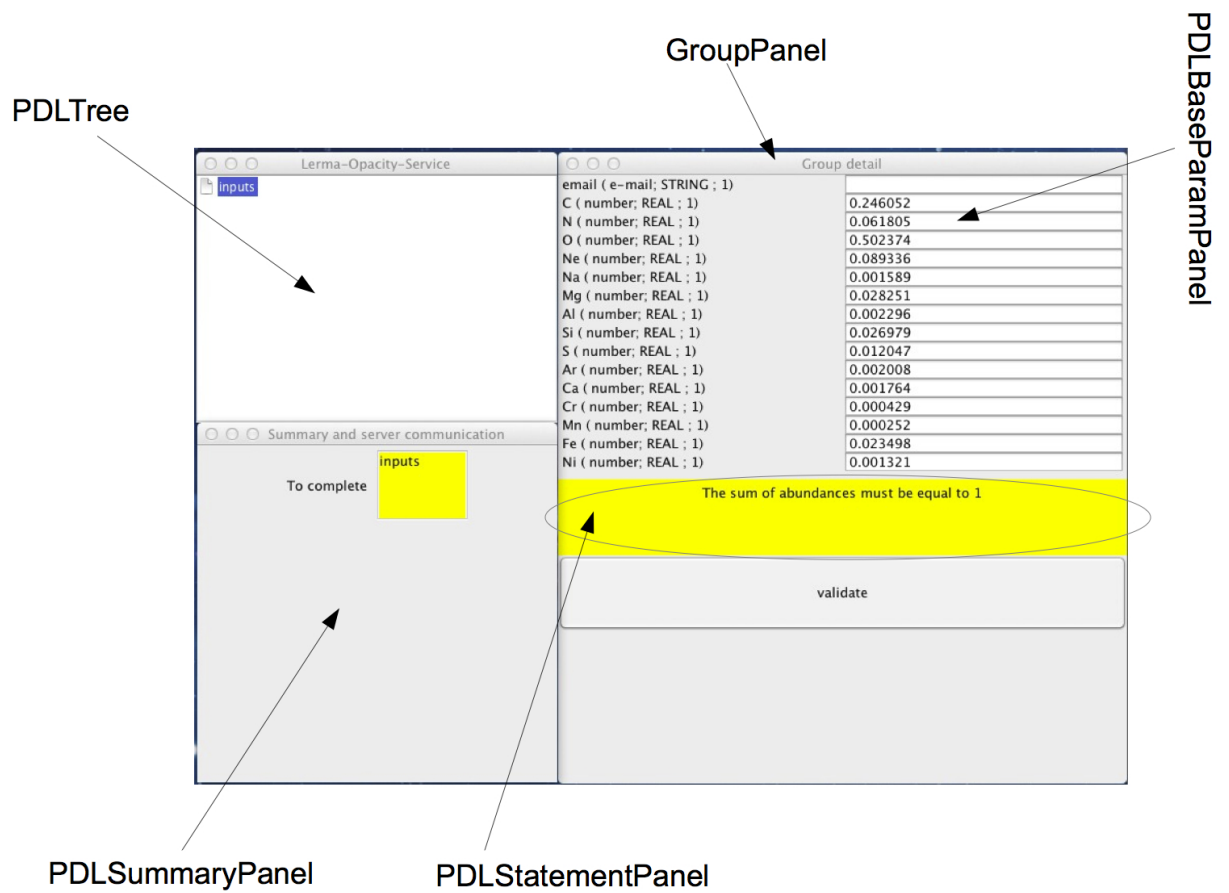 GroupPanel
PDLBaseParamPanel
PDLTree
Lerma-Opacity-Service
inputs
Group detail
email ( e-mail; STRING ; 1)
C ( number; REAL ; 1) 0.246052
N ( number; REAL ; 1) 0.061805
O ( number; REAL ; 1) 0.502374
Ne ( number; REAL ; 1) 0.089336
Na ( number; REAL ; 1) 0.001589
Mg ( number; REAL ; 1) 0.028251
Al ( number; REAL ; 1) 0.002296
Si ( number; REAL ; 1) 0.026979
S ( number; REAL ; 1) 0.012047
Ar ( number; REAL ; 1) 0.002008
Ca ( number; REAL ; 1) 0.001764
Cr ( number; REAL ; 1) 0.000429
Mn ( number; REAL ; 1) 0.000252
Fe ( number; REAL ; 1) 0.023498
Ni ( number; REAL ; 1) 0.001321
Summary and server communication
To complete
inputs
The sum of abundances must be equal to 1
validate
PDLSummaryPanel
PDLStatementPanel